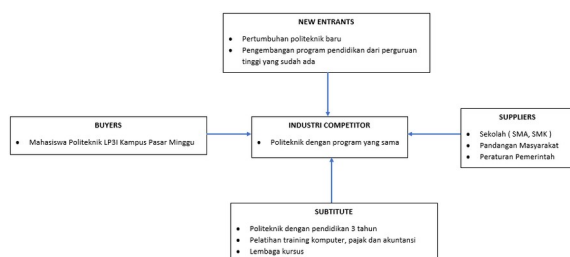 NEW ENTRANTS
• Pertumbuhan politeknik baru
• Pengembangan program pendidikan dari perguruan
tinggi yang sudah ada
BUYERS
• Mahasiswa Politeknik LP3I Kampus Pasar Minggu
INDUSTRI COMPETITOR
• Politeknik dengan program yang sama
SUPPLIERS
• Sekolah ( SMA, SMK )
• Pandangan Masyarakat
• Peraturan Pemerintah
SUBTITUTE
• Politeknik dengan pendidikan 3 tahun
• Pelatihan training komputer, pajak dan akuntansi
• Lembaga kursus